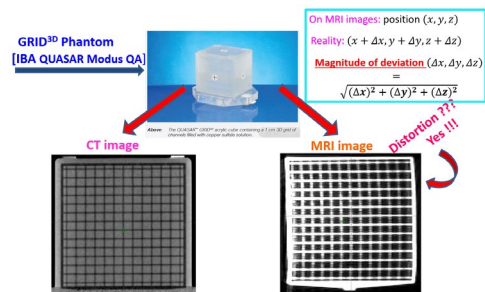 GRID3D Phantom
[IBA QUASAR Modus QA]
On MRI images: position (x, y, z)
Reality: (x + Δx, y + Δy, z + Δz)
Magnitude of deviation (Δx, Δy, Δz)
=
√(Δx)² + (Δy)² + (Δz)²
Above: The QUASAR™ GRID³ᴰ acrylic cube containing a 1 cm 3D grid of
channels filled with copper sulfate solution.
CT image
MRI image
Distortion ???
Yes !!!